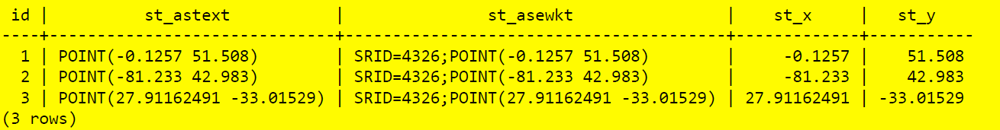 id |          st_astext           |               st_asewkt                |    st_x     |   st_y
----+------------------------------+----------------------------------------+-------------+-----------
  1 | POINT(-0.1257 51.508)        | SRID=4326;POINT(-0.1257 51.508)        |     -0.1257 |    51.508
  2 | POINT(-81.233 42.983)        | SRID=4326;POINT(-81.233 42.983)        |     -81.233 |    42.983
  3 | POINT(27.91162491 -33.01529) | SRID=4326;POINT(27.91162491 -33.01529) | 27.91162491 | -33.01529
(3 rows)